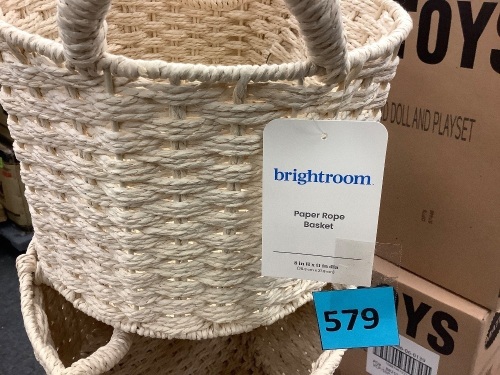 TOYS
DOLL AND PLAYSET
brightroom
Paper Rope
Basket
579
TOYS